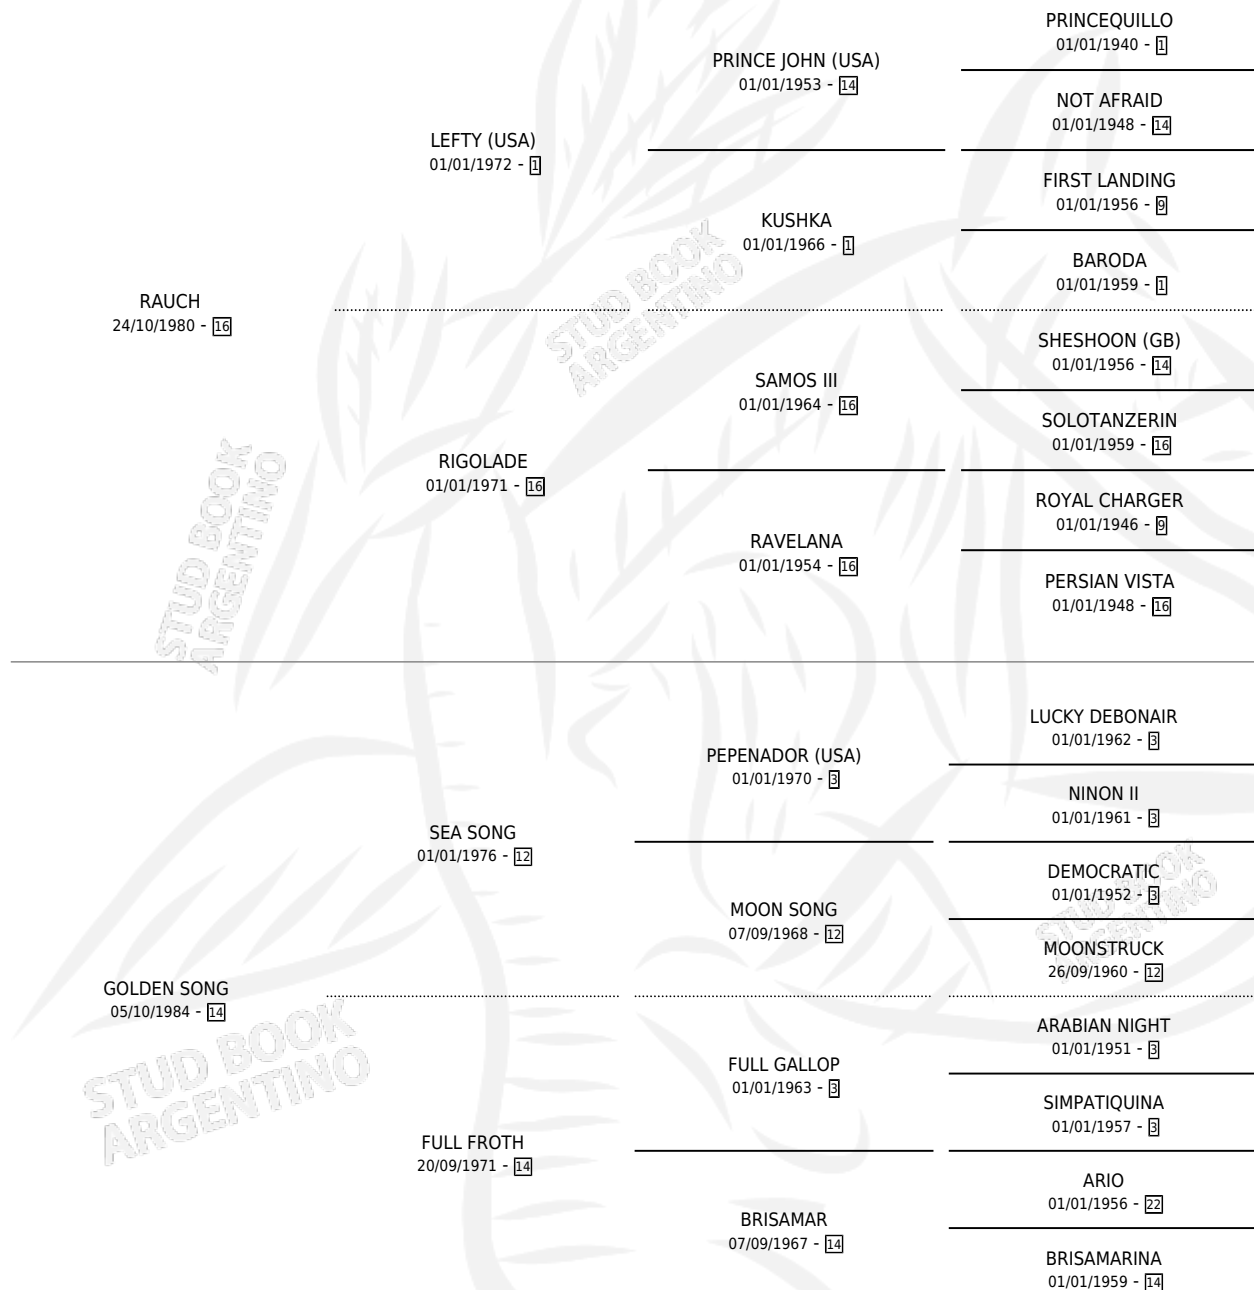 PRINCEQUILLO
01/01/1940 - 1
PRINCE JOHN (USA)
01/01/1953 - 14
NOT AFRAID
01/01/1948 - 14
LEFTY (USA)
01/01/1972 - 1
FIRST LANDING
01/01/1956 - 9
KUSHKA
01/01/1966 - 1
BARODA
01/01/1959 - 1
RAUCH
24/10/1980 - 16
STUD BOOK
ARGENTINO
SHESHOON (GB)
01/01/1956 - 14
SAMOS III
01/01/1964 - 16
SOLOTANZERIN
01/01/1959 - 16
RIGOLADE
01/01/1971 - 16
ROYAL CHARGER
01/01/1946 - 9
RAVELANA
01/01/1954 - 16
PERSIAN VISTA
01/01/1948 - 16
STUD BOOK
ARGENTINO
LUCKY DEBONAIR
01/01/1962 - 3
PEPENADOR (USA)
01/01/1970 - 3
NINON II
01/01/1961 - 3
SEA SONG
01/01/1976 - 12
DEMOCRATIC
01/01/1952 - 3
MOON SONG
07/09/1968 - 12
MOONSTRUCK
26/09/1960 - 12
STUD BOOK
ARGENTINO
GOLDEN SONG
05/10/1984 - 14
STUD BOOK
ARGENTINO
ARABIAN NIGHT
01/01/1951 - 3
FULL GALLOP
01/01/1963 - 3
SIMPATIQUINA
01/01/1957 - 3
FULL FROTH
20/09/1971 - 14
ARIO
01/01/1956 - 22
BRISAMAR
07/09/1967 - 14
BRISAMARINA
01/01/1959 - 14